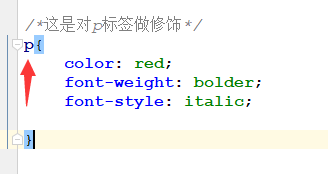 /*这是对p标签做修饰*/
p{
color: red;
font-weight: bolder;
font-style: italic;
}